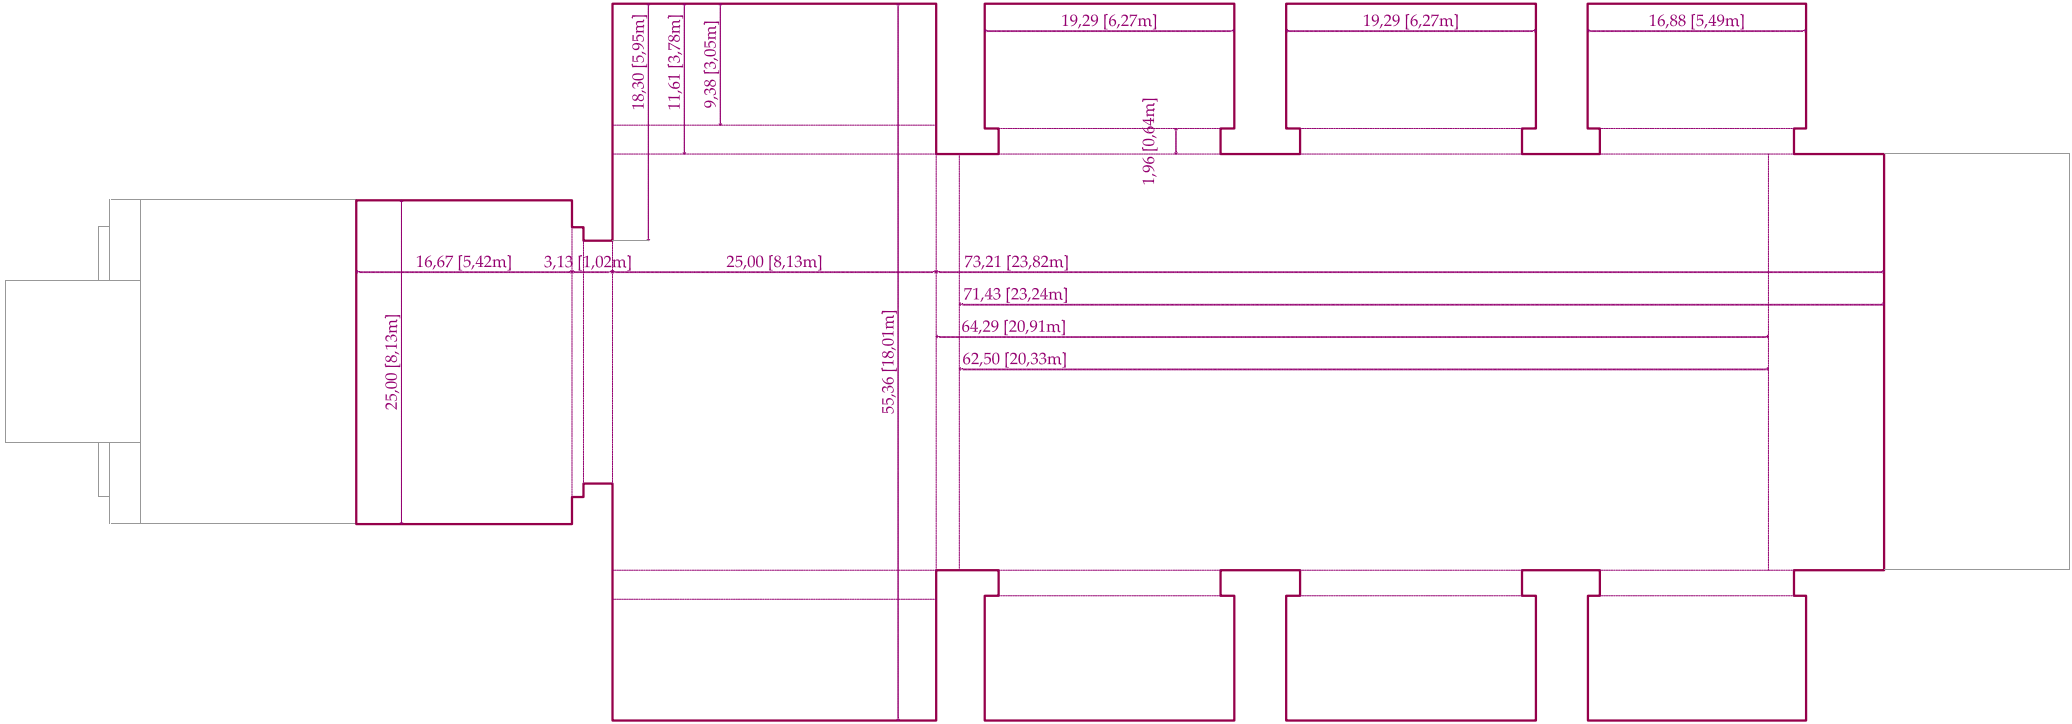 19,29 [6,27m]
19,29 [6,27m]
16,88 [5,49m]
18,30 [5,95m]
11,61 [3,78m]
9,38 [3,05m]
1,96 [0,64m]
16,67 [5,42m]
3,13 [1,02m]
25,00 [8,13m]
73,21 [23,82m]
71,43 [23,24m]
64,29 [20,91m]
62,50 [20,33m]
25,00 [8,13m]
55,36 [18,01m]